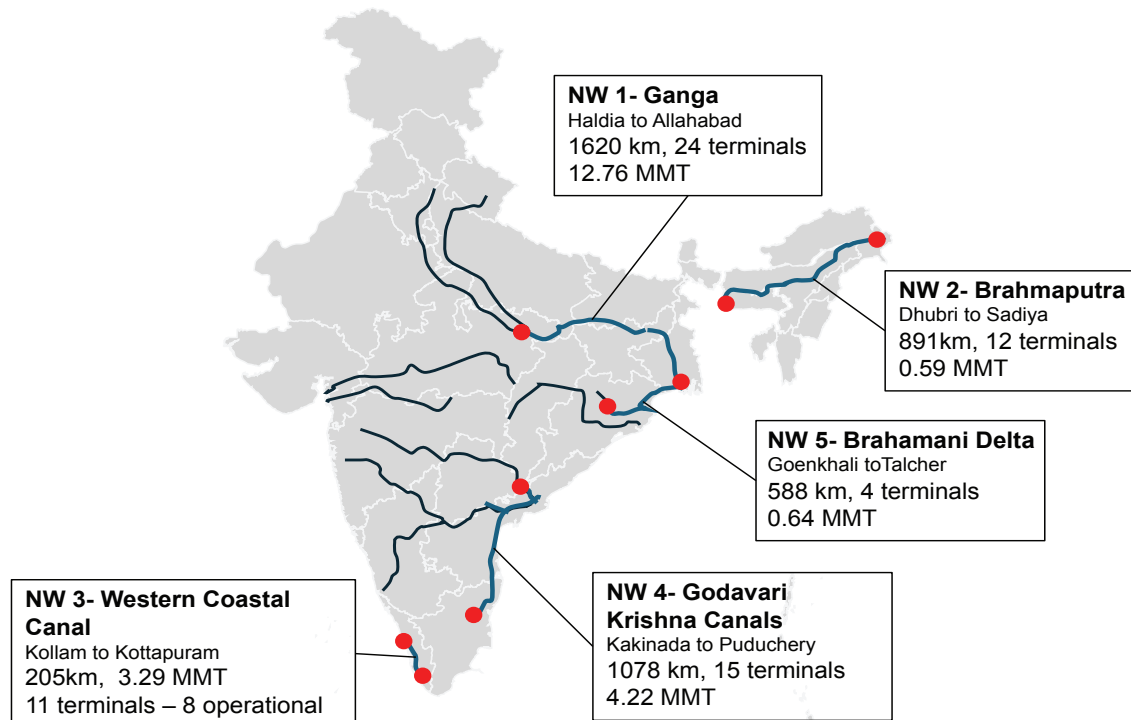 NW 1- Ganga
Haldia to Allahabad
1620 km, 24 terminals
12.76 MMT
NW 2- Brahmaputra
Dhubri to Sadiya
891km, 12 terminals
0.59 MMT
NW 5- Brahamani Delta
Goenkhali toTalcher
588 km, 4 terminals
0.64 MMT
NW 4- Godavari
Krishna Canals
Kakinada to Puduchery
1078 km, 15 terminals
4.22 MMT
NW 3- Western Coastal
Canal
Kollam to Kottapuram
205km, 3.29 MMT
11 terminals – 8 operational